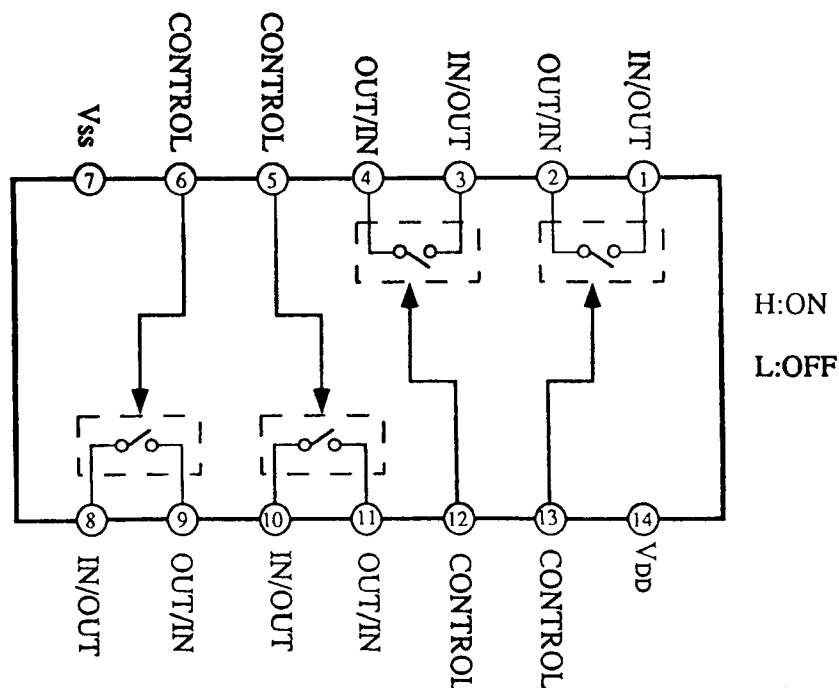 Vss
CONTROL
CONTROL
OUT/IN
IN/OUT
OUT/IN
IN/OUT
7
6
5
4
3
2
1
H:ON
L:OFF
8
9
10
11
12
13
14
IN/OUT
OUT/IN
IN/OUT
OUT/IN
CONTROL
CONTROL
VDD